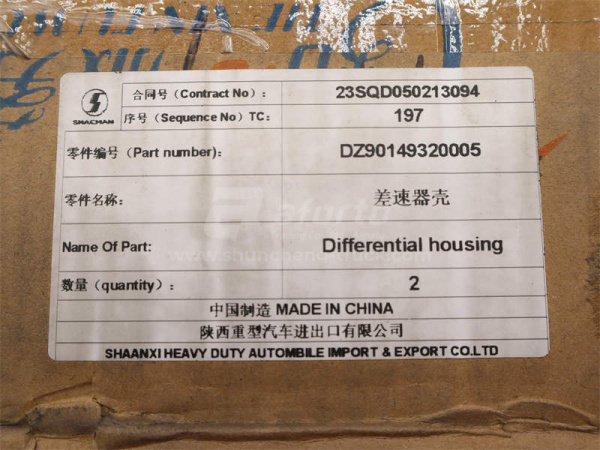 SHACMAN
合同号（Contract No）: 23SQD050213094
序号（Sequence No）TC: 197
零件编号（Part number）: DZ90149320005
零件名称: 差速器壳
Name Of Part: Differential housing
数量（quantity）: 2
中国制造 MADE IN CHINA
陕西重型汽车进出口有限公司
SHAANXI HEAVY DUTY AUTOMBILE IMPORT & EXPORT CO.LTD